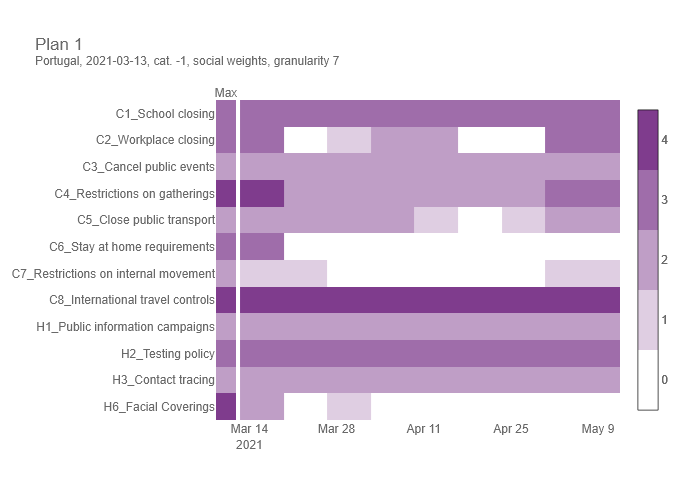 Plan 1
Portugal, 2021-03-13, cat. -1, social weights, granularity 7
Max
C1_School closing
C2_Workplace closing
C3_Cancel public events
C4_Restrictions on gatherings
C5_Close public transport
C6_Stay at home requirements
C7_Restrictions on internal movement
C8_International travel controls
H1_Public information campaigns
H2_Testing policy
H3_Contact tracing
H6_Facial Coverings
4
3
2
1
0
Mar 14 Mar 28 Apr 11 Apr 25 May 9
2021